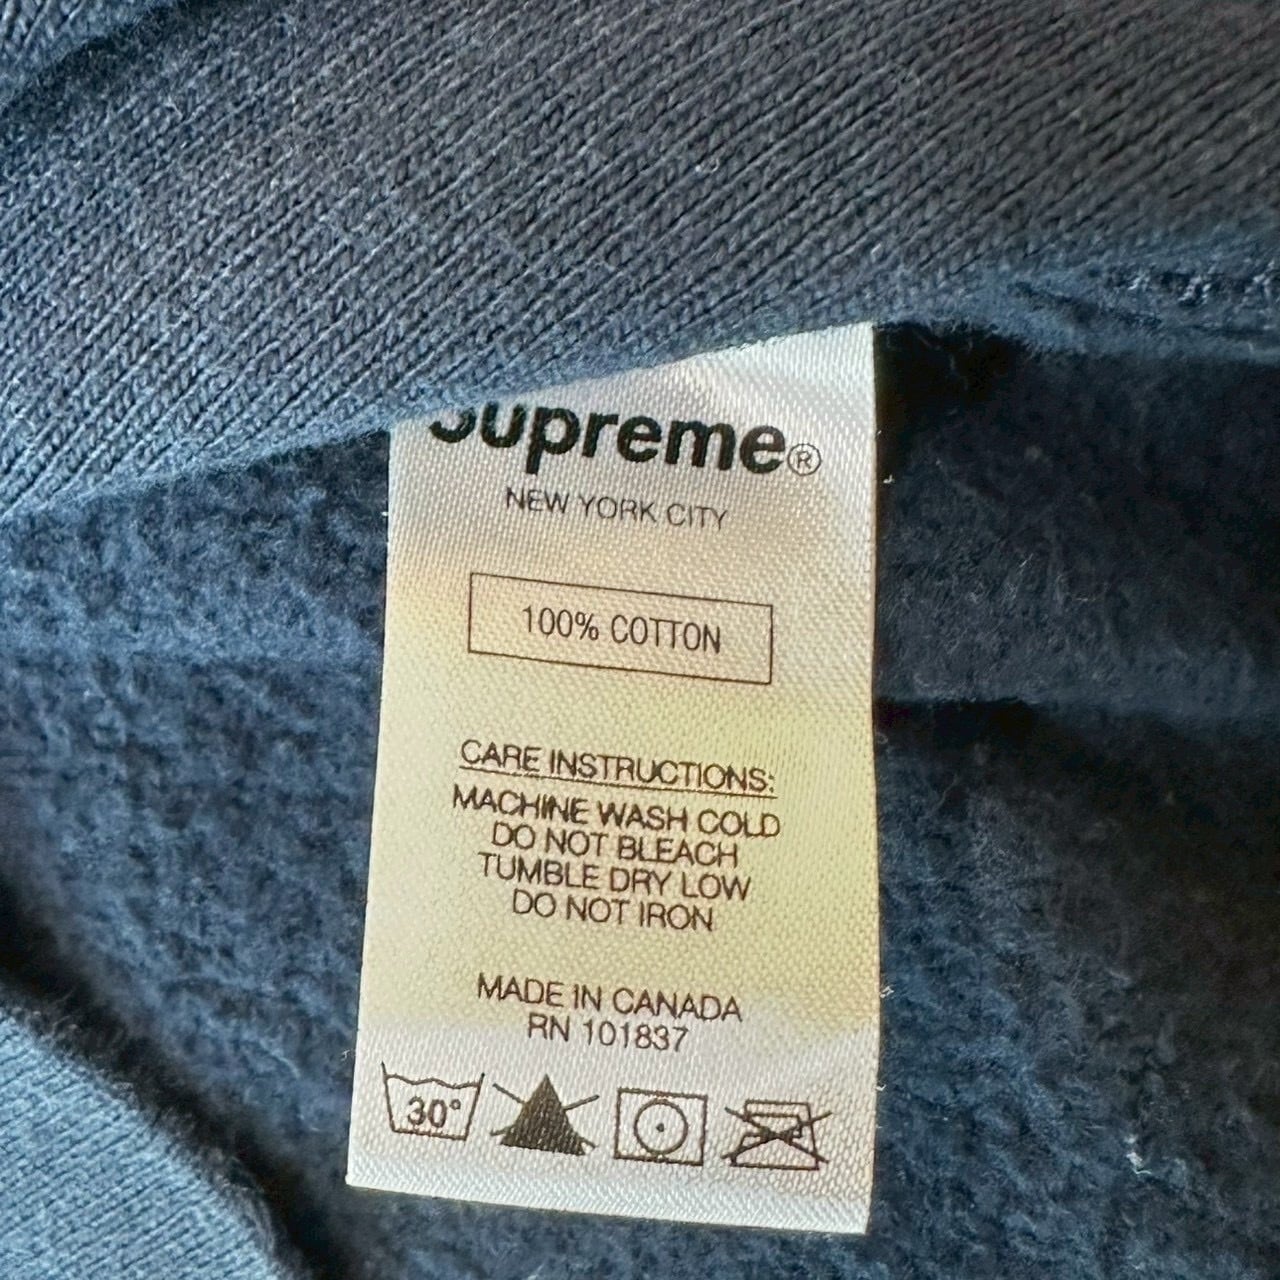 Supreme®
NEW YORK CITY
100% COTTON
CARE INSTRUCTIONS:
MACHINE WASH COLD
DO NOT BLEACH
TUMBLE DRY LOW
DO NOT IRON
MADE IN CANADA
RN 101837
30°